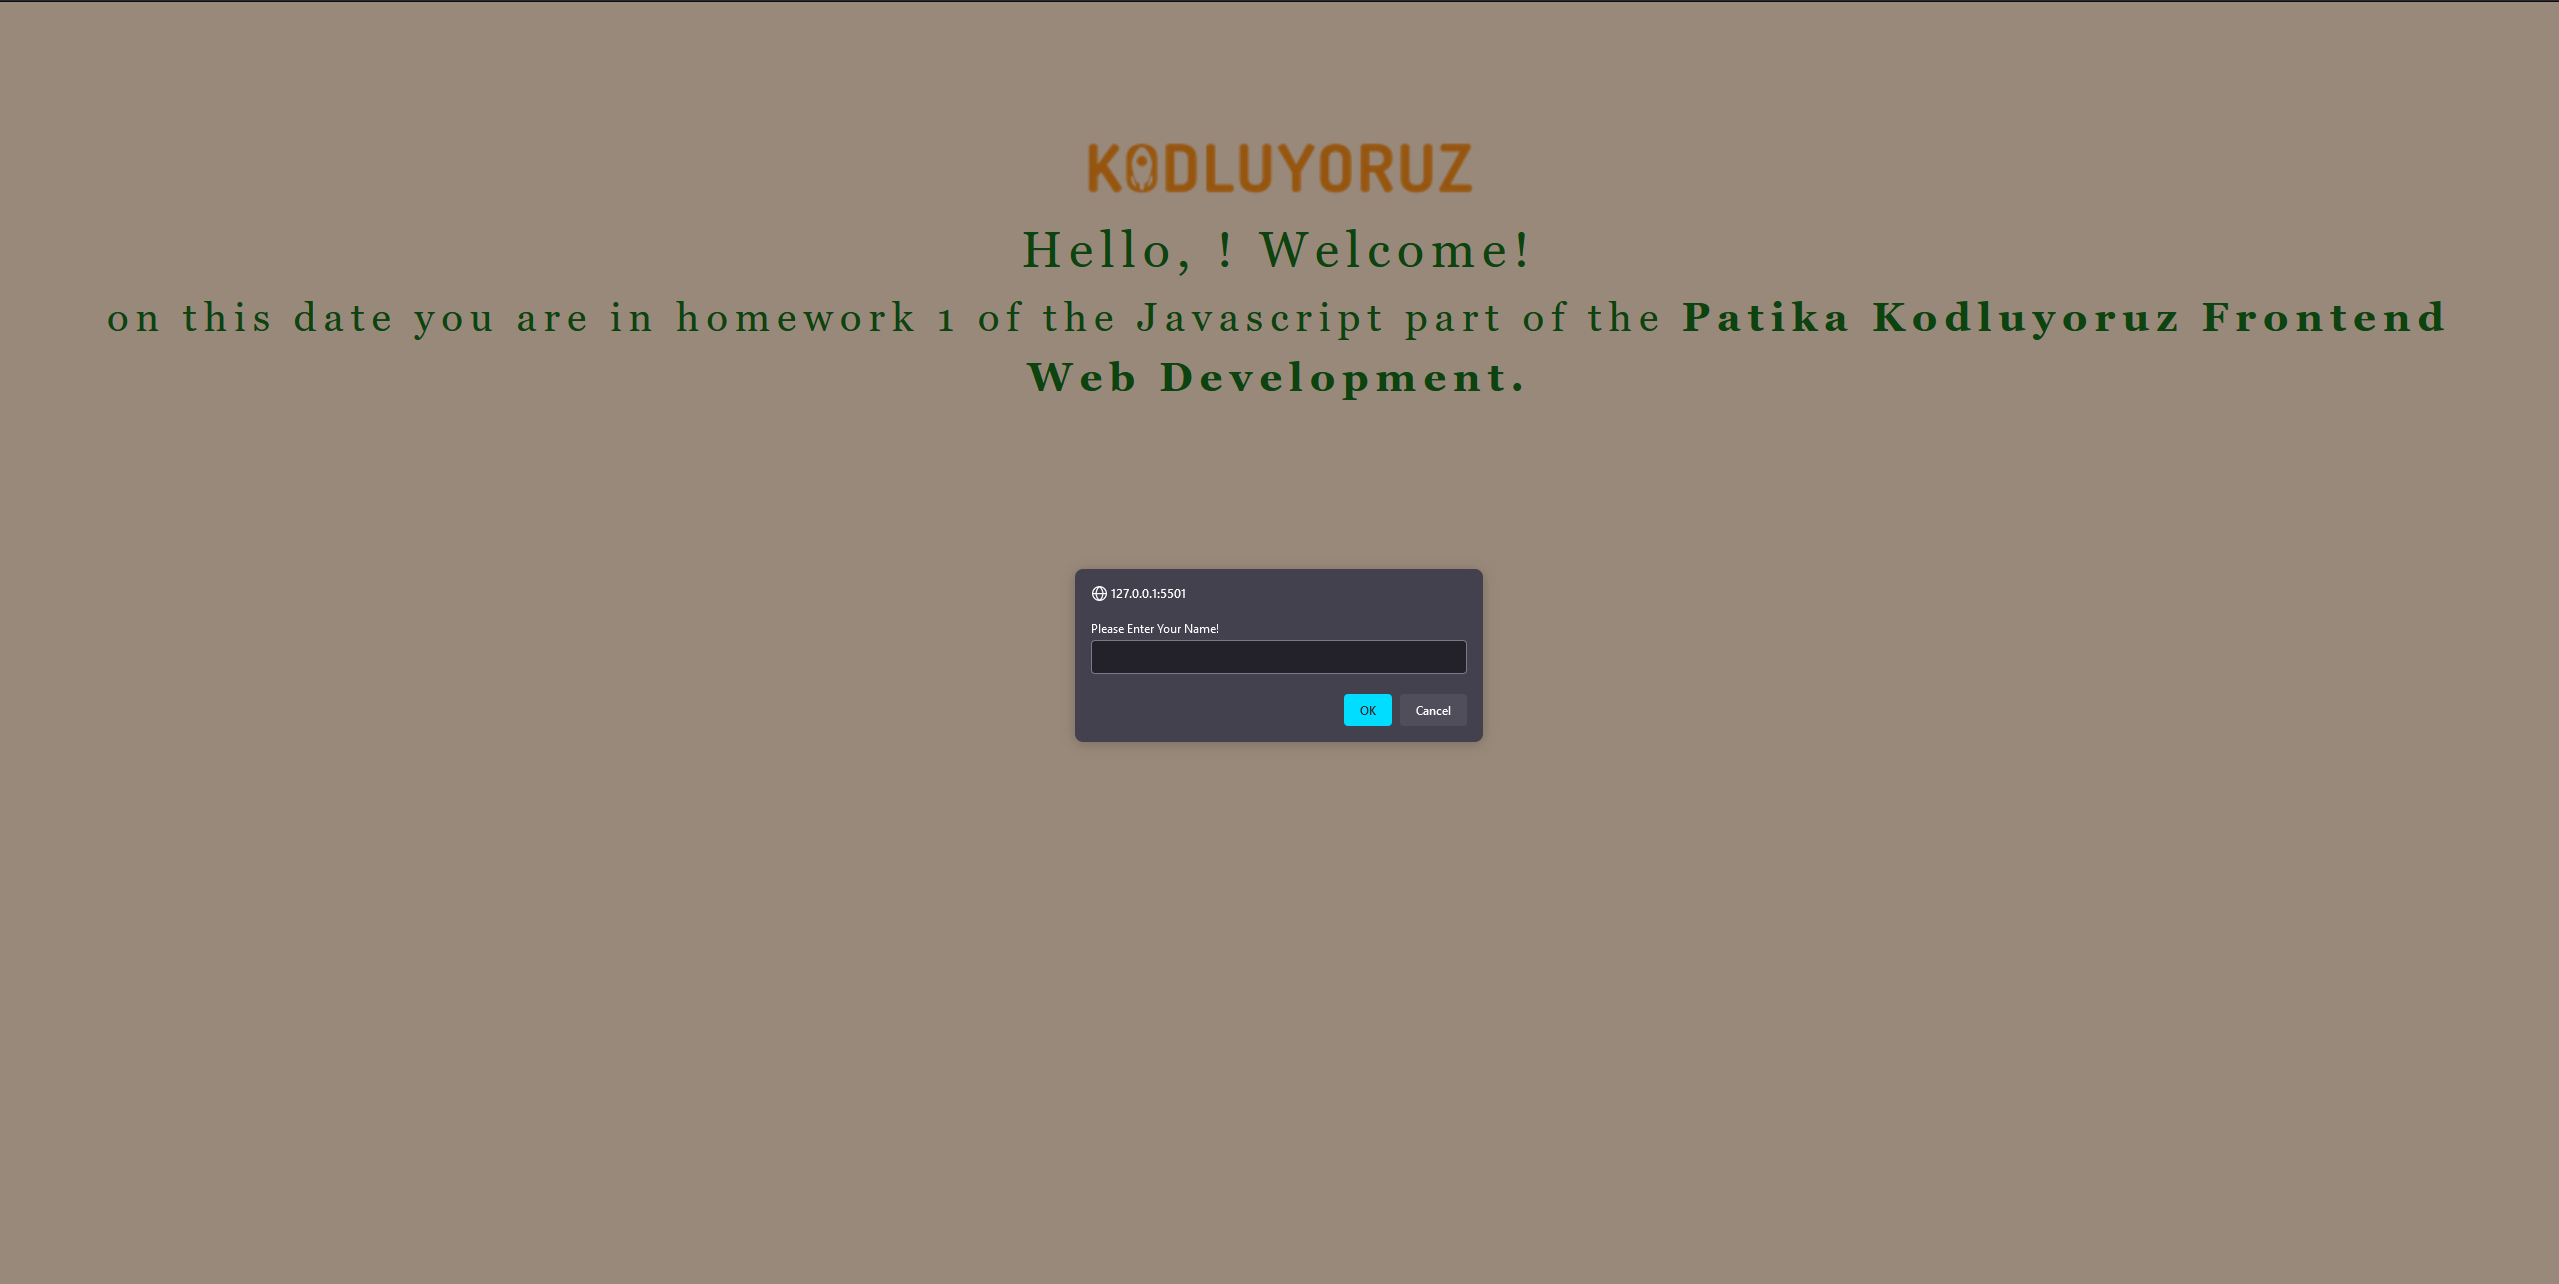 KODLUYORUZ
Hello, ! Welcome!
on this date you are in homework 1 of the Javascript part of the Patika Kodluyoruz Frontend
Web Development.
127.0.0.1:5501
Please Enter Your Name!
OK Cancel